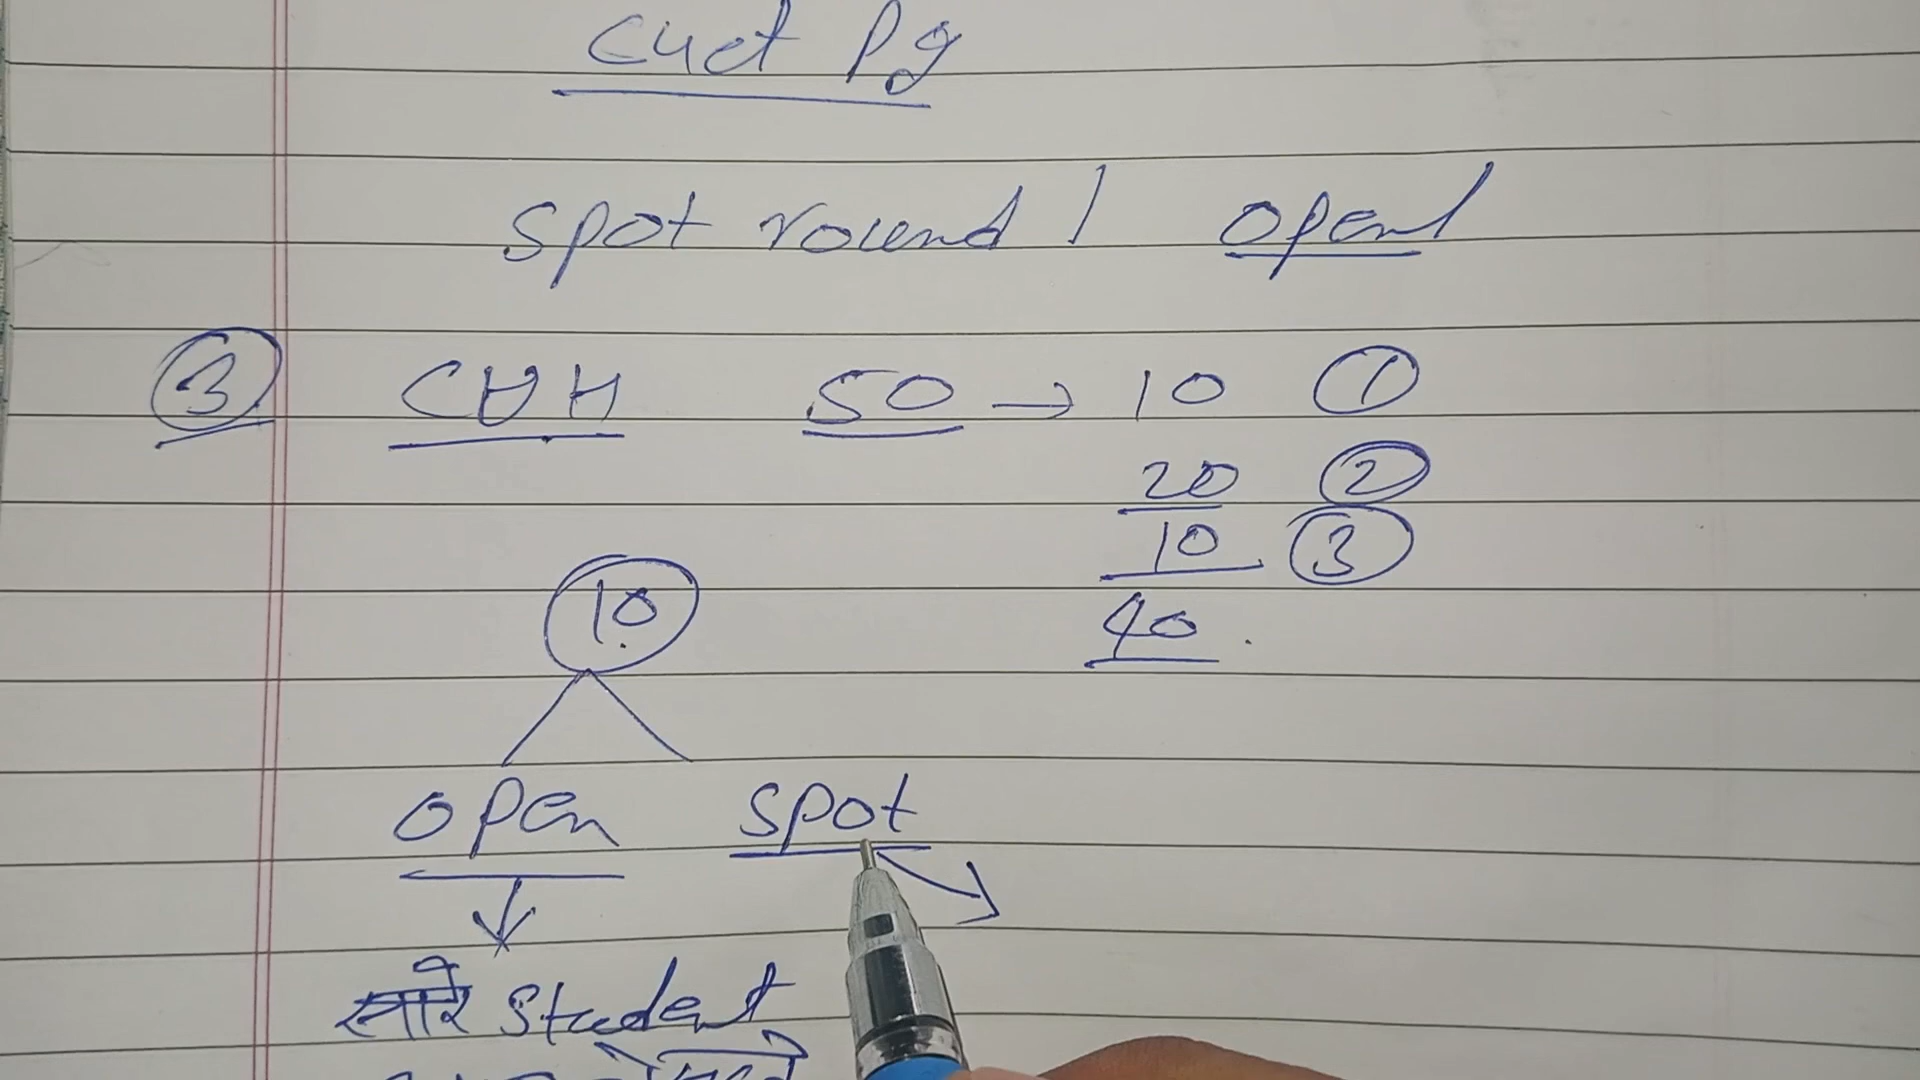 Cuet Pg
Spot round / open /
3 CUH 50 → 10 1
20 2
10 3
40
10
open spot
सारे Student